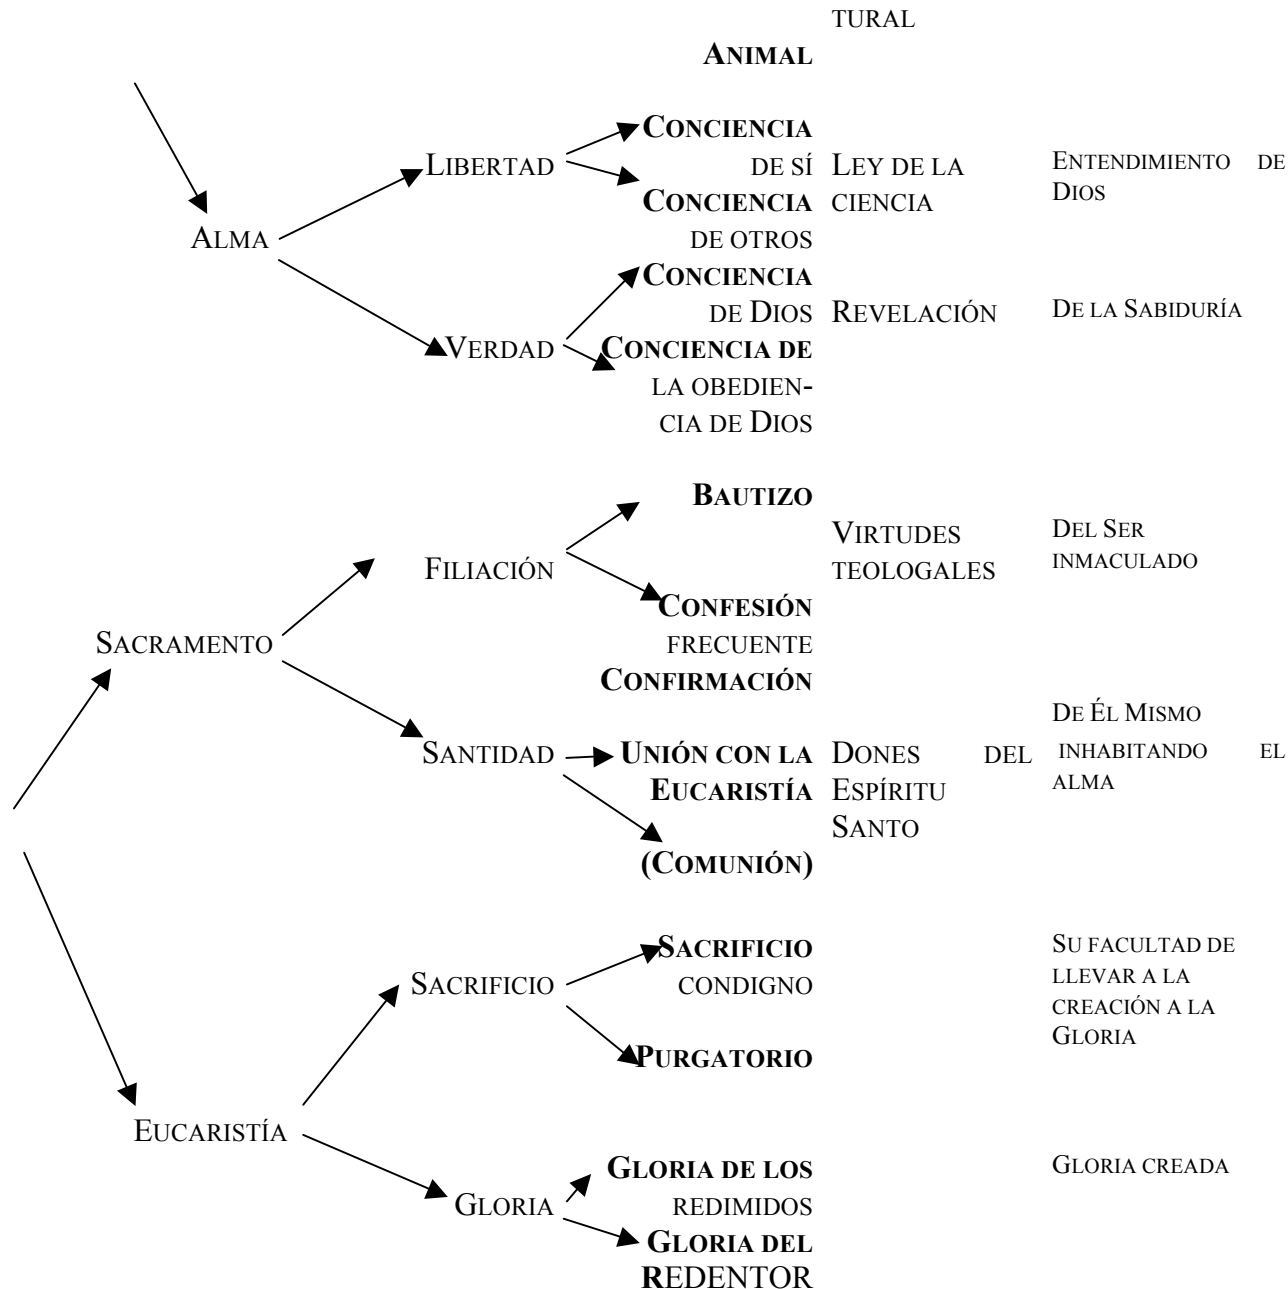 TURAL
ANIMAL
CONCIENCIA
DE SÍ
CONCIENCIA
DE OTROS
LIBERTAD
LEY DE LA
CIENCIA
ENTENDIMIENTO DE
DIOS
ALMA
CONCIENCIA
DE DIOS
REVELACIÓN
DE LA SABIDURÍA
VERDAD
CONCIENCIA DE
LA OBEDIEN-
CIA DE DIOS
BAUTIZO
VIRTUDES
TEOLOGALES
DEL SER
INMACULADO
FILIACIÓN
CONFESIÓN
FRECUENTE
SACRAMENTO
CONFIRMACIÓN
SANTIDAD
UNIÓN CON LA
EUCARISTÍA
DONES DEL
ESPÍRITU
SANTO
DE ÉL MISMO
INHABITANDO EL
ALMA
(COMUNIÓN)
SACRIFICIO
SACRIFICIO
CONDIGNO
SU FACULTAD DE
LLEVAR A LA
CREACIÓN A LA
GLORIA
PURGATORIO
EUCARISTÍA
GLORIA DE LOS
REDIMIDOS
GLORIA CREADA
GLORIA
GLORIA DEL
REDENTOR